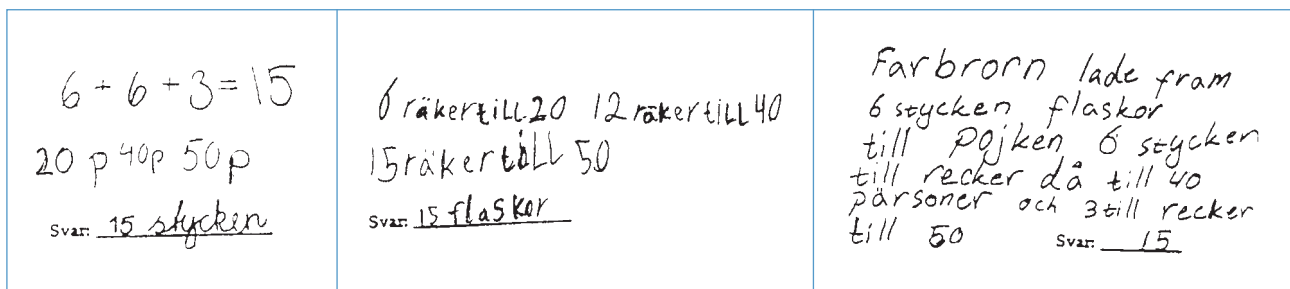 6 + 6 + 3 = 15
20 p 40p 50p
Svar: 15 stycken
6 räker till 20 12 räker till 40
15 räker till 50
Svar: 15 flaskor
Farbrorn lade fram
6 stycken flaskor
till pojken 6 stycken
till recker då till 40
pärsoner och 3 till recker
till 50 Svar: 15